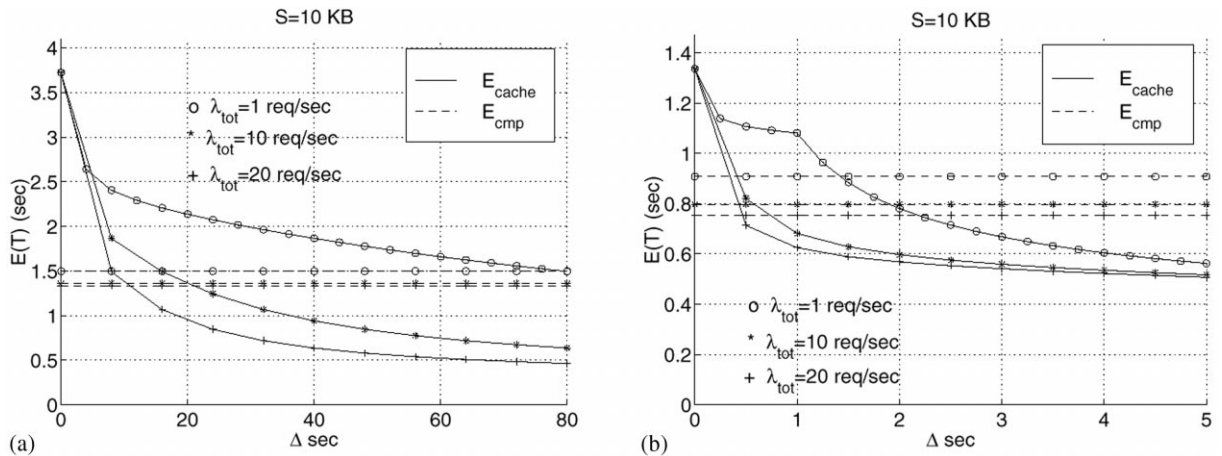 S=10 KB
4
3.5
3
2.5
2
1.5
1
0.5
0
E(T) (sec)
E_cache
E_cmp
o λ_tot=1 req/sec
* λ_tot=10 req/sec
+ λ_tot=20 req/sec
0 20 40 60 80
Δ sec
(a)
S=10 KB
1.4
1.2
1
0.8
0.6
0.4
0.2
0
E(T) (sec)
E_cache
E_cmp
o λ_tot=1 req/sec
* λ_tot=10 req/sec
+ λ_tot=20 req/sec
0 1 2 3 4 5
Δ sec
(b)